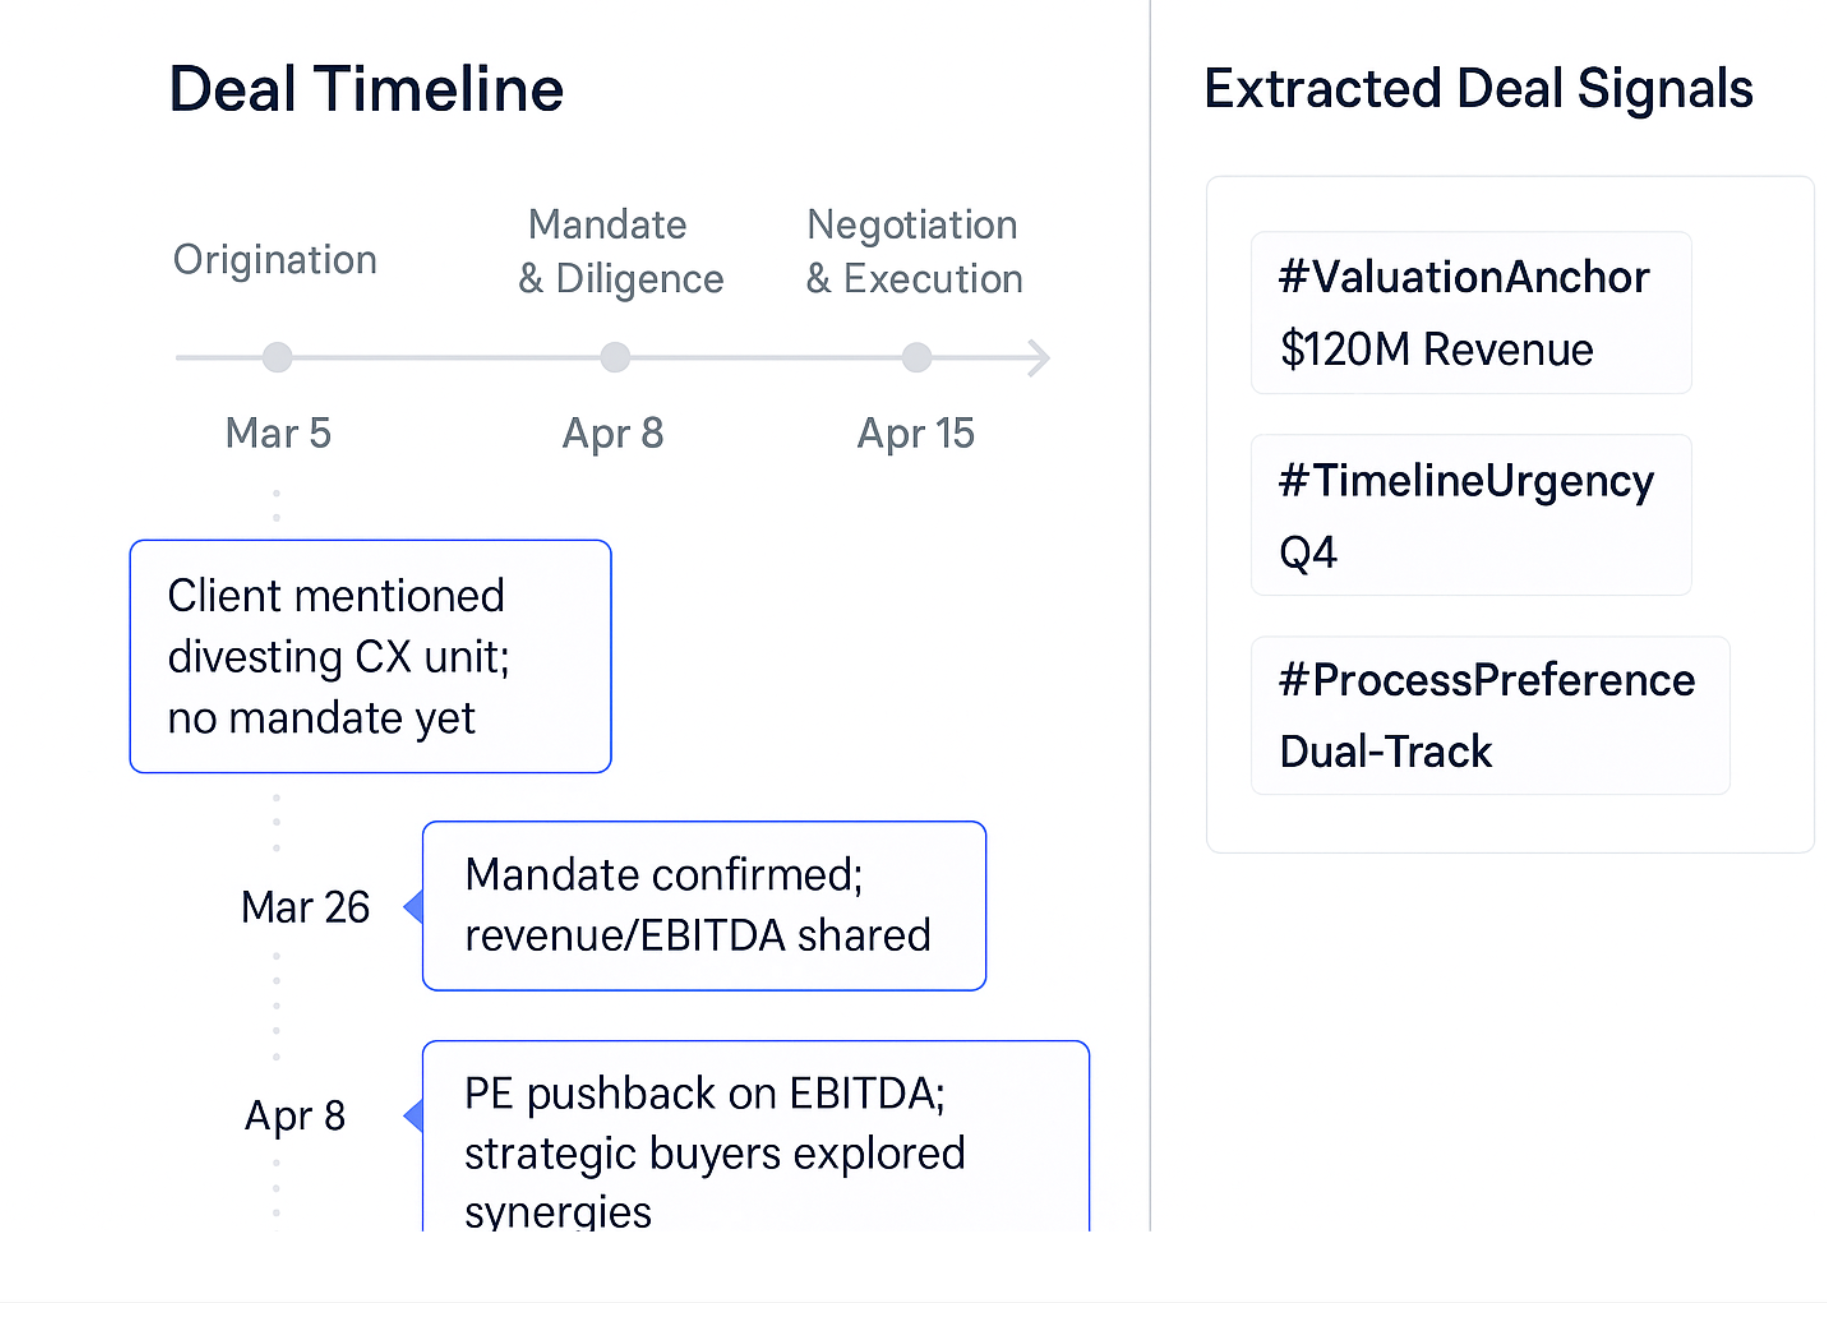 Deal Timeline
Origination
Mandate
& Diligence
Negotiation
& Execution
Mar 5
Apr 8
Apr 15
Client mentioned
divesting CX unit;
no mandate yet
Mar 26
Mandate confirmed;
revenue/EBITDA shared
Apr 8
PE pushback on EBITDA;
strategic buyers explored
synergies
Extracted Deal Signals
#ValuationAnchor
$120M Revenue
#TimelineUrgency
Q4
#ProcessPreference
Dual-Track